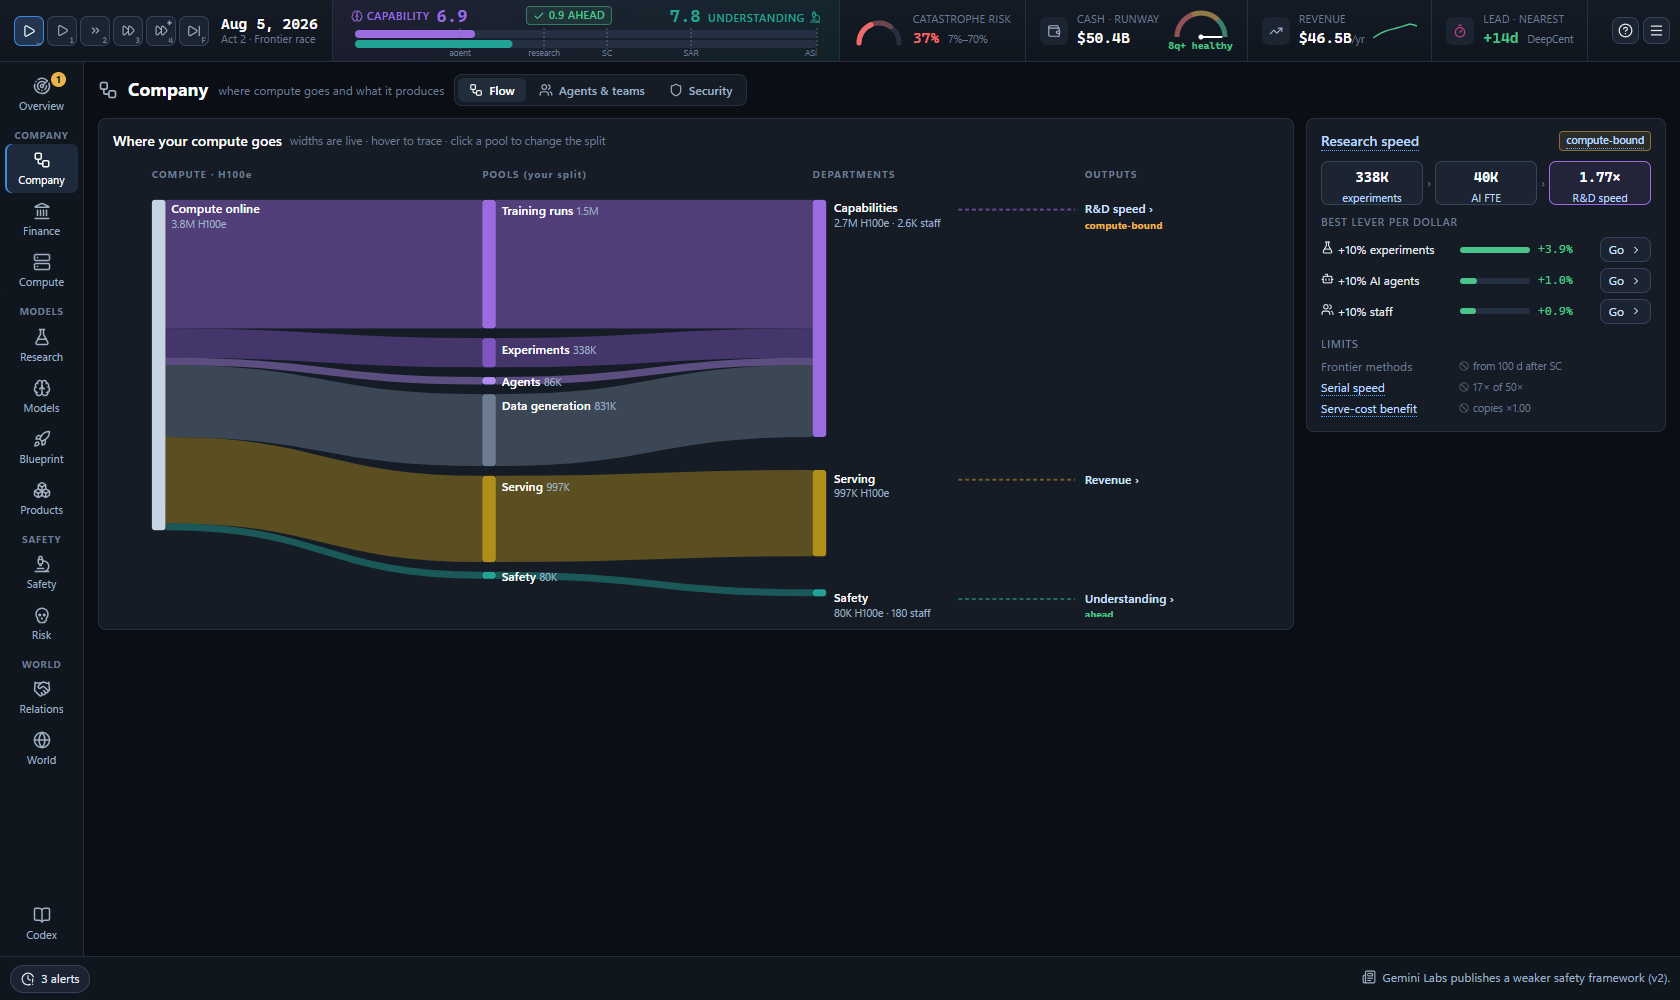 1
2
3
4
F
Aug 5, 2026
Act 2 · Frontier race
CAPABILITY 6.9
0.9 AHEAD
7.8 UNDERSTANDING
agent
research
SC
SAR
ASI
CATASTROPHE RISK
37% 7%–70%
CASH · RUNWAY
$50.4B
8q+ healthy
REVENUE
$46.5B/yr
LEAD · NEAREST
+14d DeepCent
1
Overview
COMPANY
Company
Finance
Compute
MODELS
Research
Models
Blueprint
Products
SAFETY
Safety
Risk
WORLD
Relations
World
Codex
Company where compute goes and what it produces
Flow
Agents & teams
Security
Where your compute goes widths are live · hover to trace · click a pool to change the split
COMPUTE · H100e
POOLS (your split)
DEPARTMENTS
OUTPUTS
Compute online
3.8M H100e
Training runs 1.5M
Experiments 338K
Agents 86K
Data generation 831K
Serving 997K
Safety 80K
Capabilities
2.7M H100e · 2.6K staff
Serving
997K H100e
Safety
80K H100e · 180 staff
R&D speed ›
compute-bound
Revenue ›
Understanding ›
ahead
Research speed
compute-bound
338K
experiments
›
40K
AI FTE
›
1.77×
R&D speed
BEST LEVER PER DOLLAR
+10% experiments +3.9% Go ›
+10% AI agents +1.0% Go ›
+10% staff +0.9% Go ›
LIMITS
Frontier methods from 100 d after SC
Serial speed 17× of 50×
Serve-cost benefit copies ×1.00
3 alerts
Gemini Labs publishes a weaker safety framework (v2).